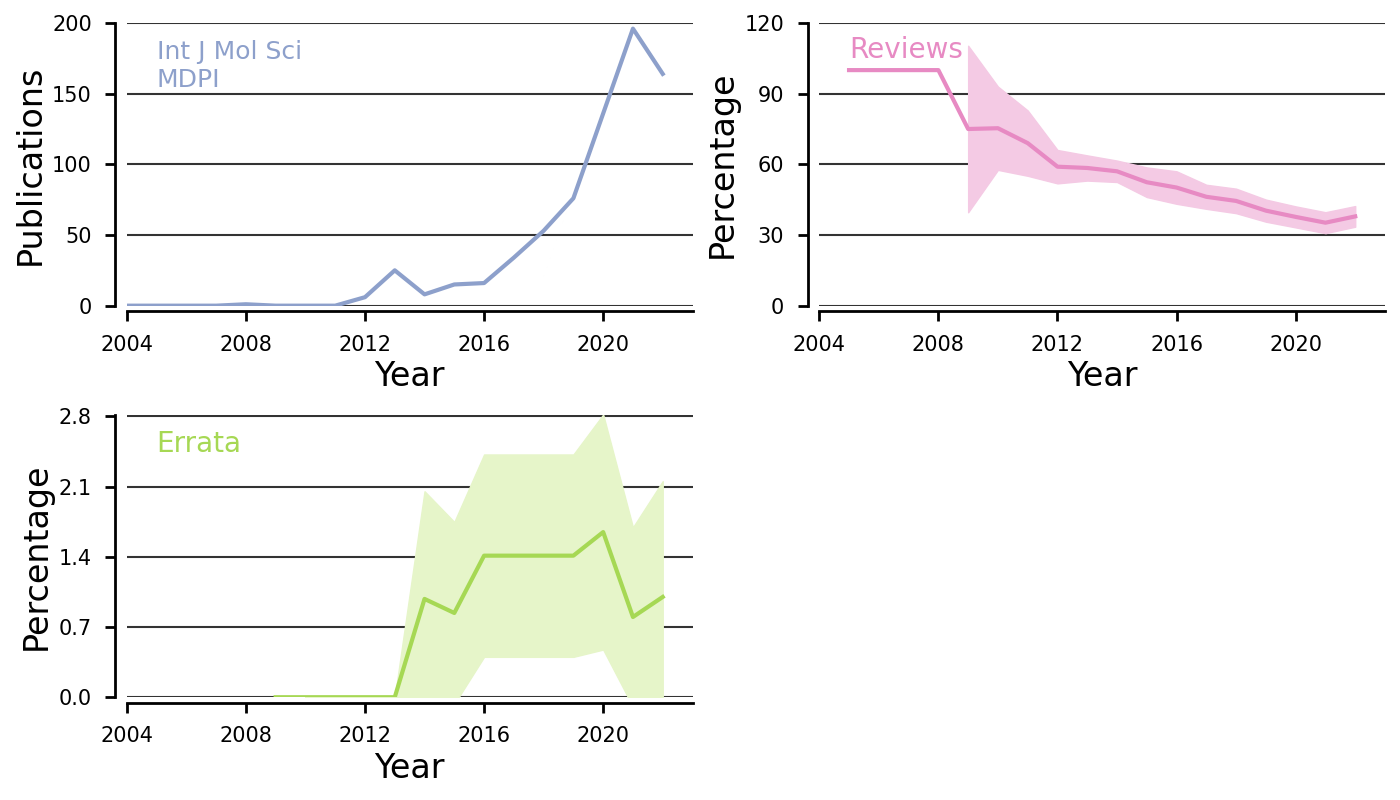 Int J Mol Sci
MDPI
Publications
200
150
100
50
0
2004 2008 2012 2016 2020
Year
Reviews
Percentage
120
90
60
30
0
2004 2008 2012 2016 2020
Year
Errata
Percentage
2.8
2.1
1.4
0.7
0.0
2004 2008 2012 2016 2020
Year